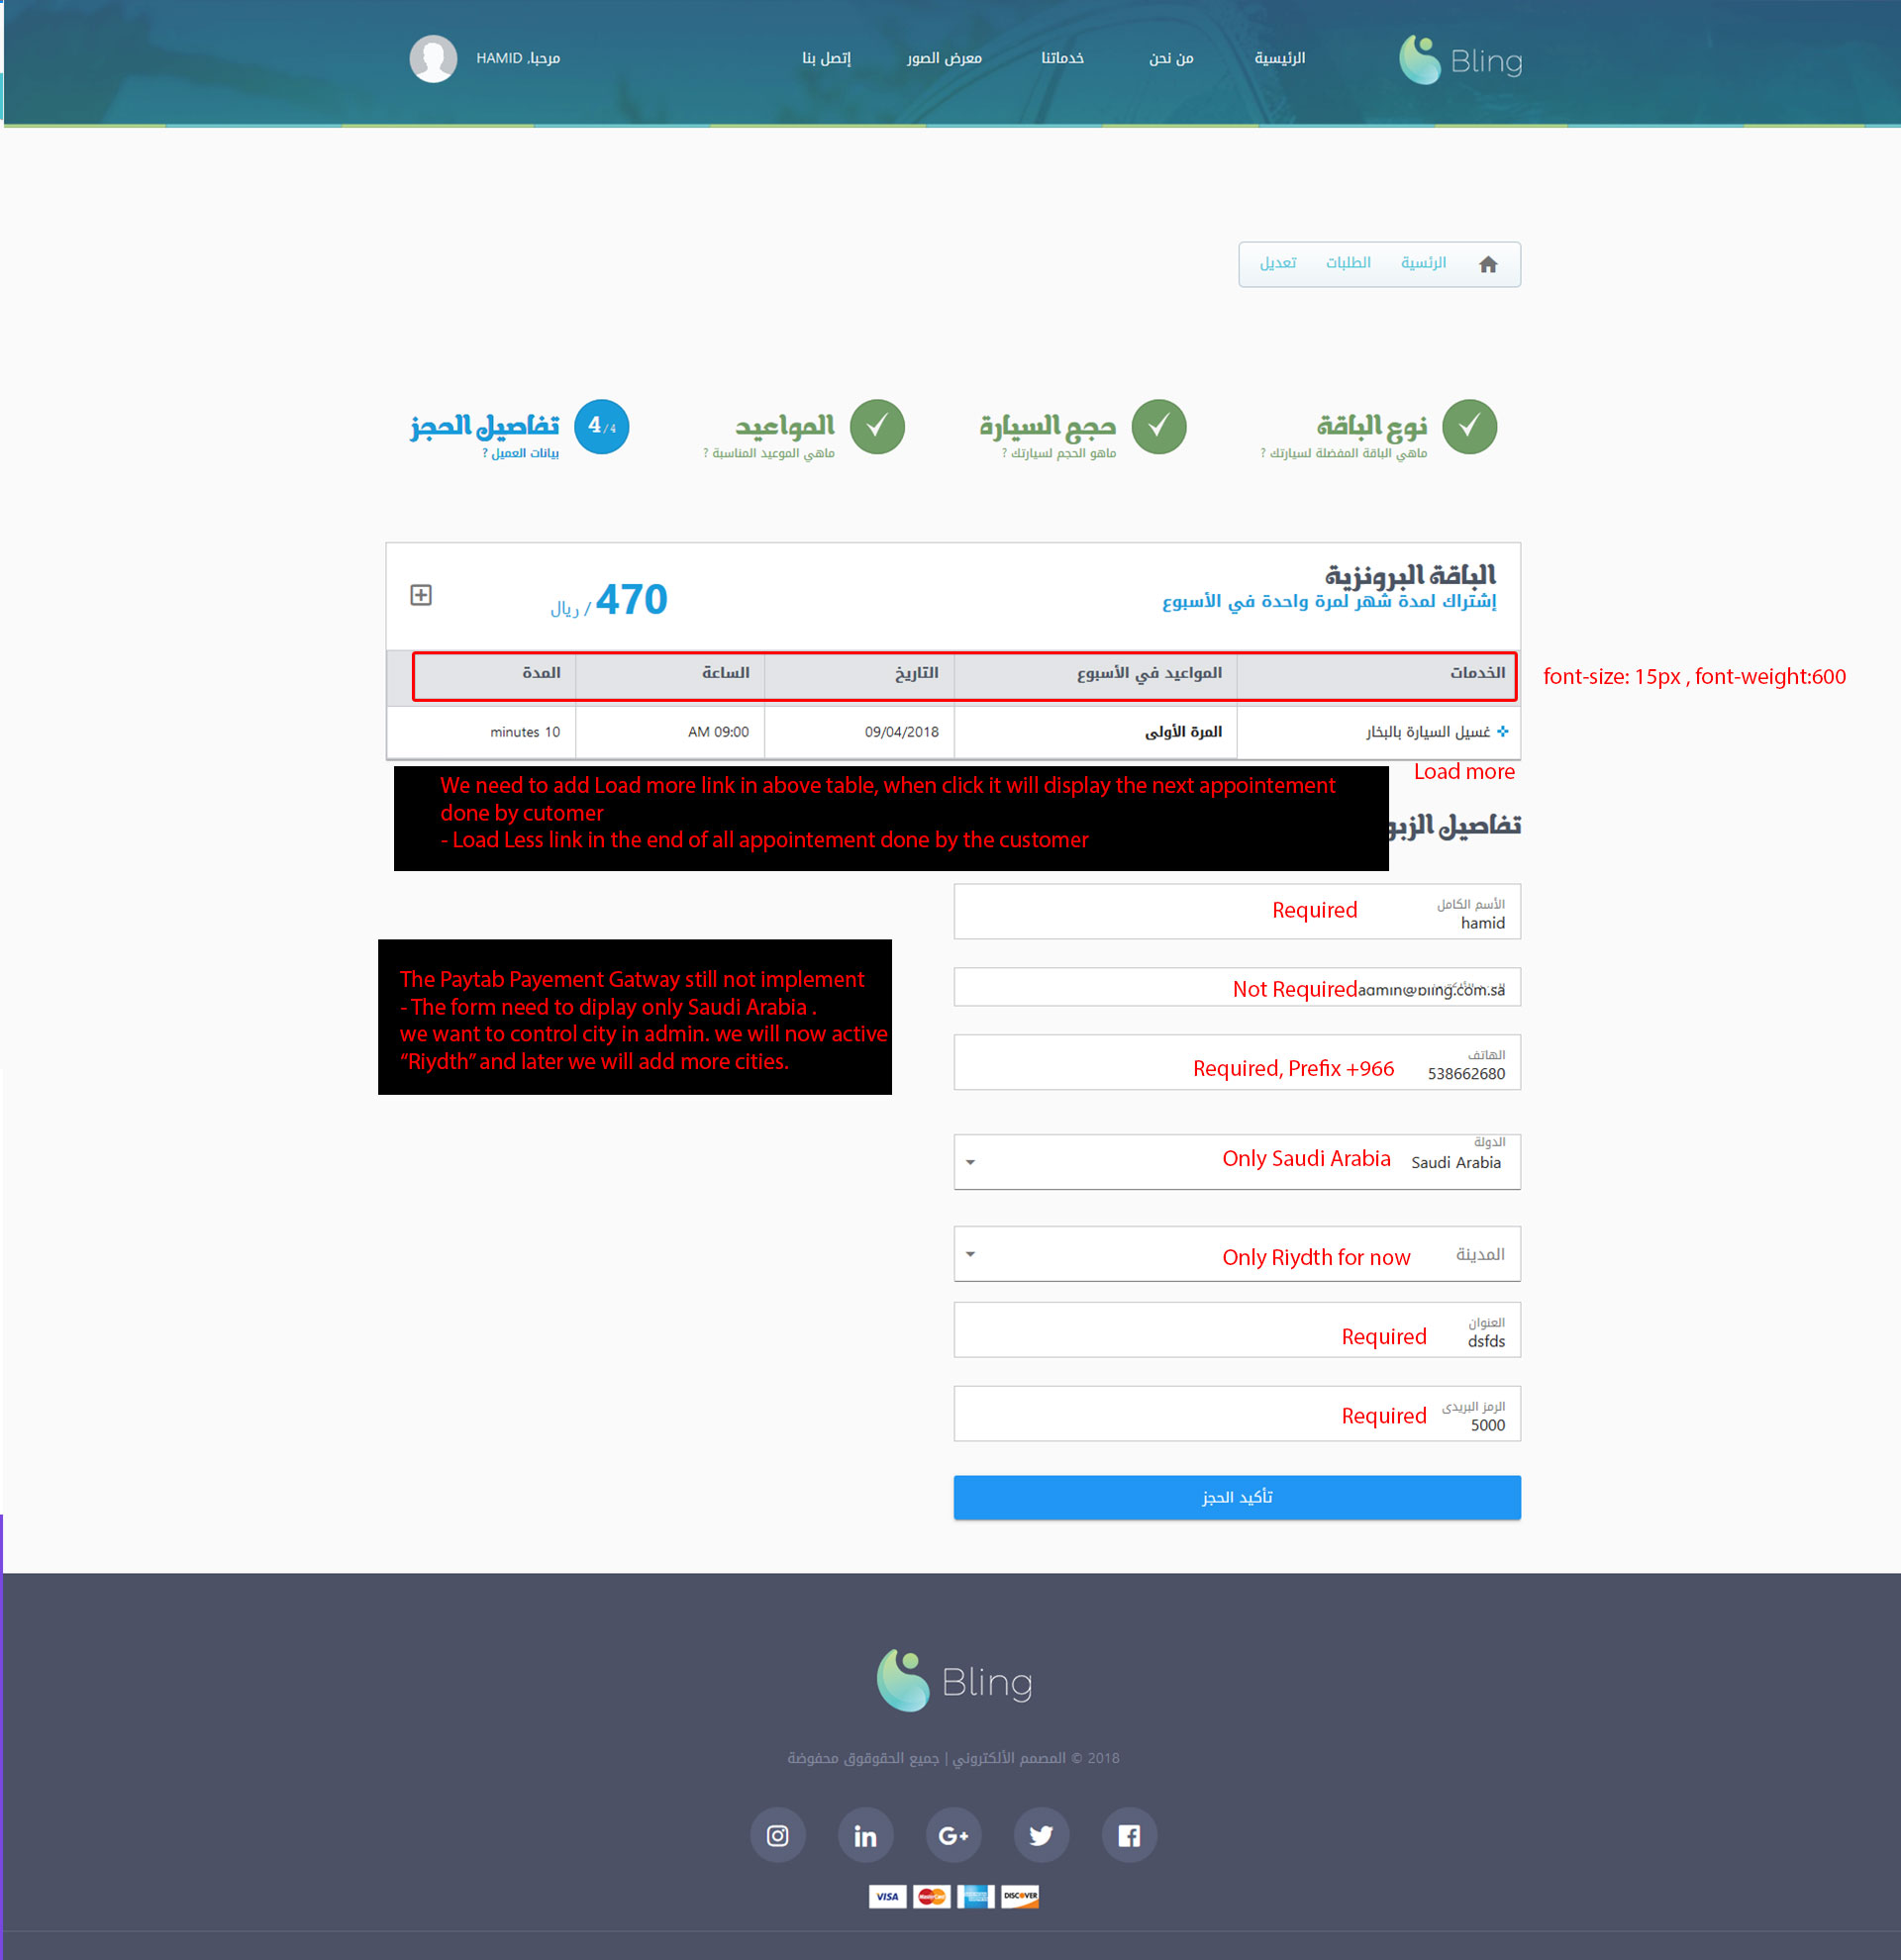 Bling
الرئيسية
من نحن
خدماتنا
معرض الصور
إتصل بنا
مرحبا, HAMID
الرئسية
الطلبات
تعديل
نوع الباقة
ماهي الباقة المفضلة لسيارتك ?
حجم السيارة
ماهو الحجم لسيارتك ?
المواعيد
ماهي الموعيد المناسبة ?
4/4
تفاصيل الحجز
بيانات العميل ?
الباقة البرونزية
إشتراك لمدة شهر لمرة واحدة في الأسبوع
470 / ريال
الخدمات
المواعيد في الأسبوع
التاريخ
الساعة
المدة
font-size: 15px , font-weight:600
غسيل السيارة بالبخار
المرة الأولى
09/04/2018
AM 09:00
minutes 10
Load more
We need to add Load more link in above table, when click it will display the next appointement
done by cutomer
- Load Less link in the end of all appointement done by the customer
تفاصيل
الأسم الكامل
hamid
Required
Not Required
الهاتف
538662680
Required, Prefix +966
The Paytab Payement Gatway still not implement
- The form need to diplay only Saudi Arabia .
we want to control city in admin. we will now active
“Riydth” and later we will add more cities.
الدولة
Saudi Arabia
Only Saudi Arabia
المدينة
Only Riydth for now
العنوان
dsfds
Required
الرمز البريدى
5000
Required
تأكيد الحجز
Bling
2018 © المصمم الألكتروني | جميع الحقوقوق محفوضة
VISA
MasterCard
DISCOVER